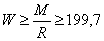 W ≥ M/R ≥ 199,7